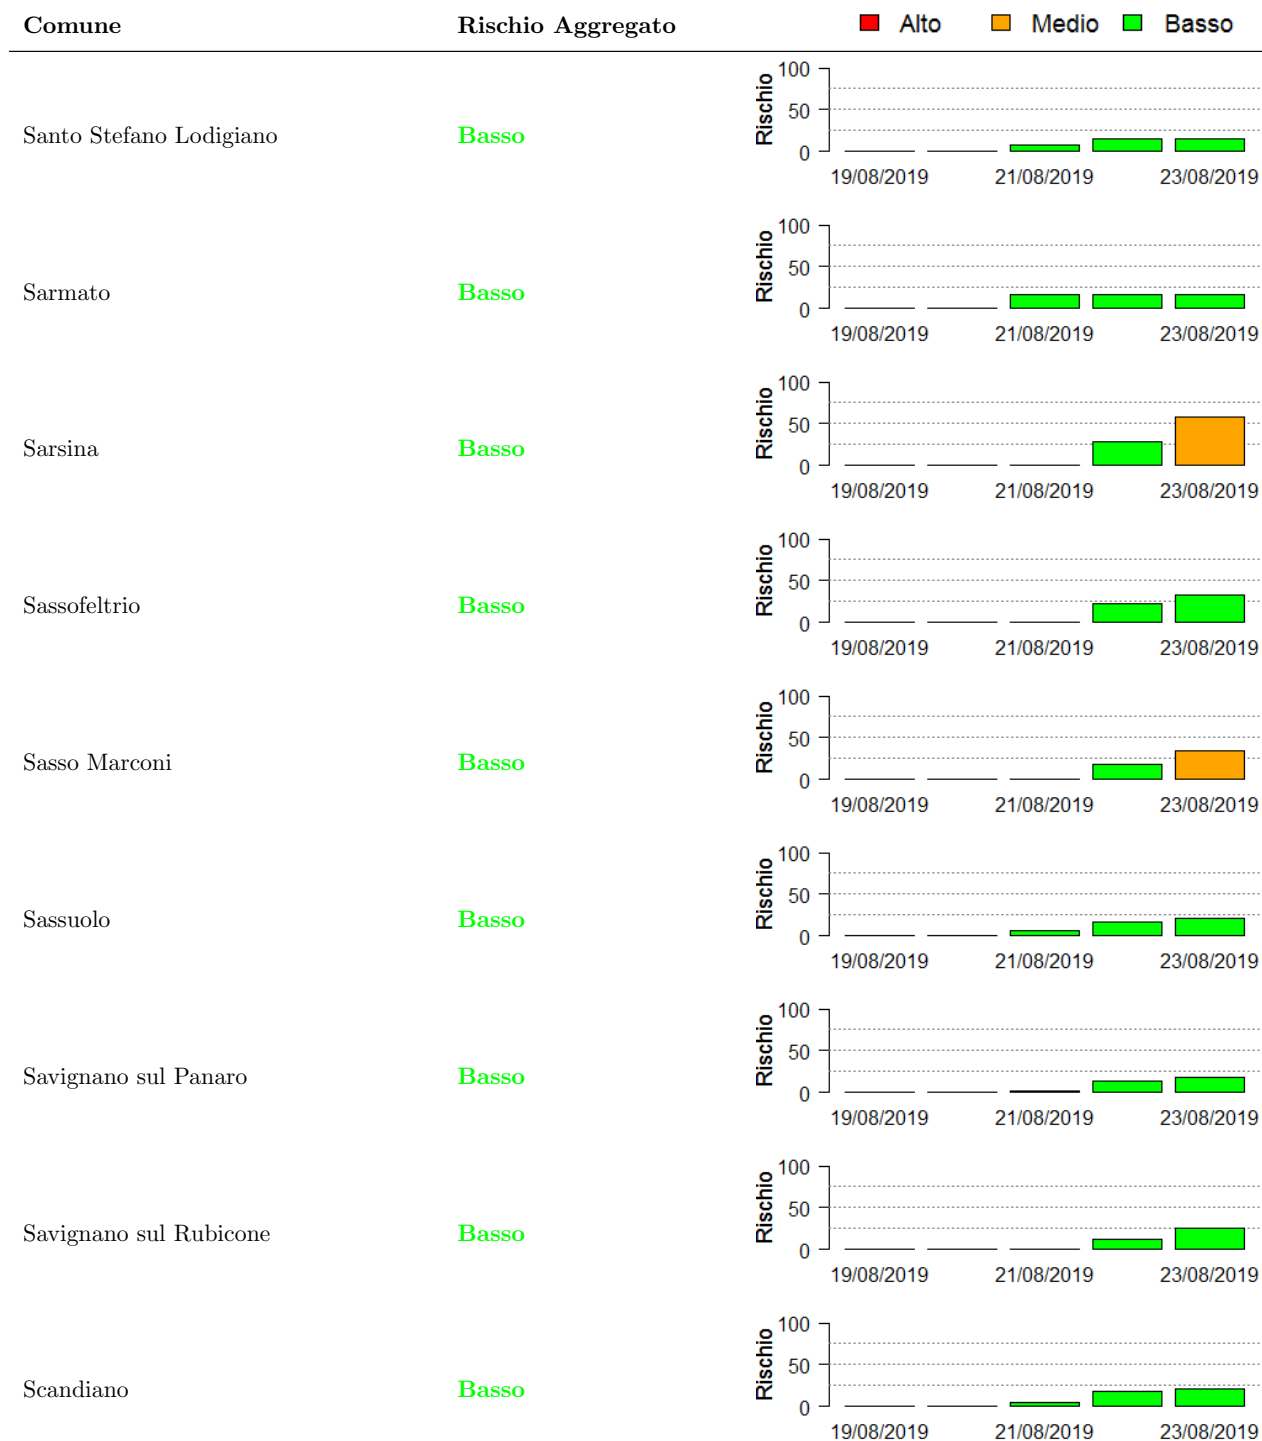 Comune Rischio Aggregato Alto Medio Basso
Santo Stefano Lodigiano Basso Rischio 100 50 0
19/08/2019 21/08/2019 23/08/2019
Sarmato Basso Rischio 100 50 0
19/08/2019 21/08/2019 23/08/2019
Sarsina Basso Rischio 100 50 0
19/08/2019 21/08/2019 23/08/2019
Sassofeltrio Basso Rischio 100 50 0
19/08/2019 21/08/2019 23/08/2019
Sasso Marconi Basso Rischio 100 50 0
19/08/2019 21/08/2019 23/08/2019
Sassuolo Basso Rischio 100 50 0
19/08/2019 21/08/2019 23/08/2019
Savignano sul Panaro Basso Rischio 100 50 0
19/08/2019 21/08/2019 23/08/2019
Savignano sul Rubicone Basso Rischio 100 50 0
19/08/2019 21/08/2019 23/08/2019
Scandiano Basso Rischio 100 50 0
19/08/2019 21/08/2019 23/08/2019